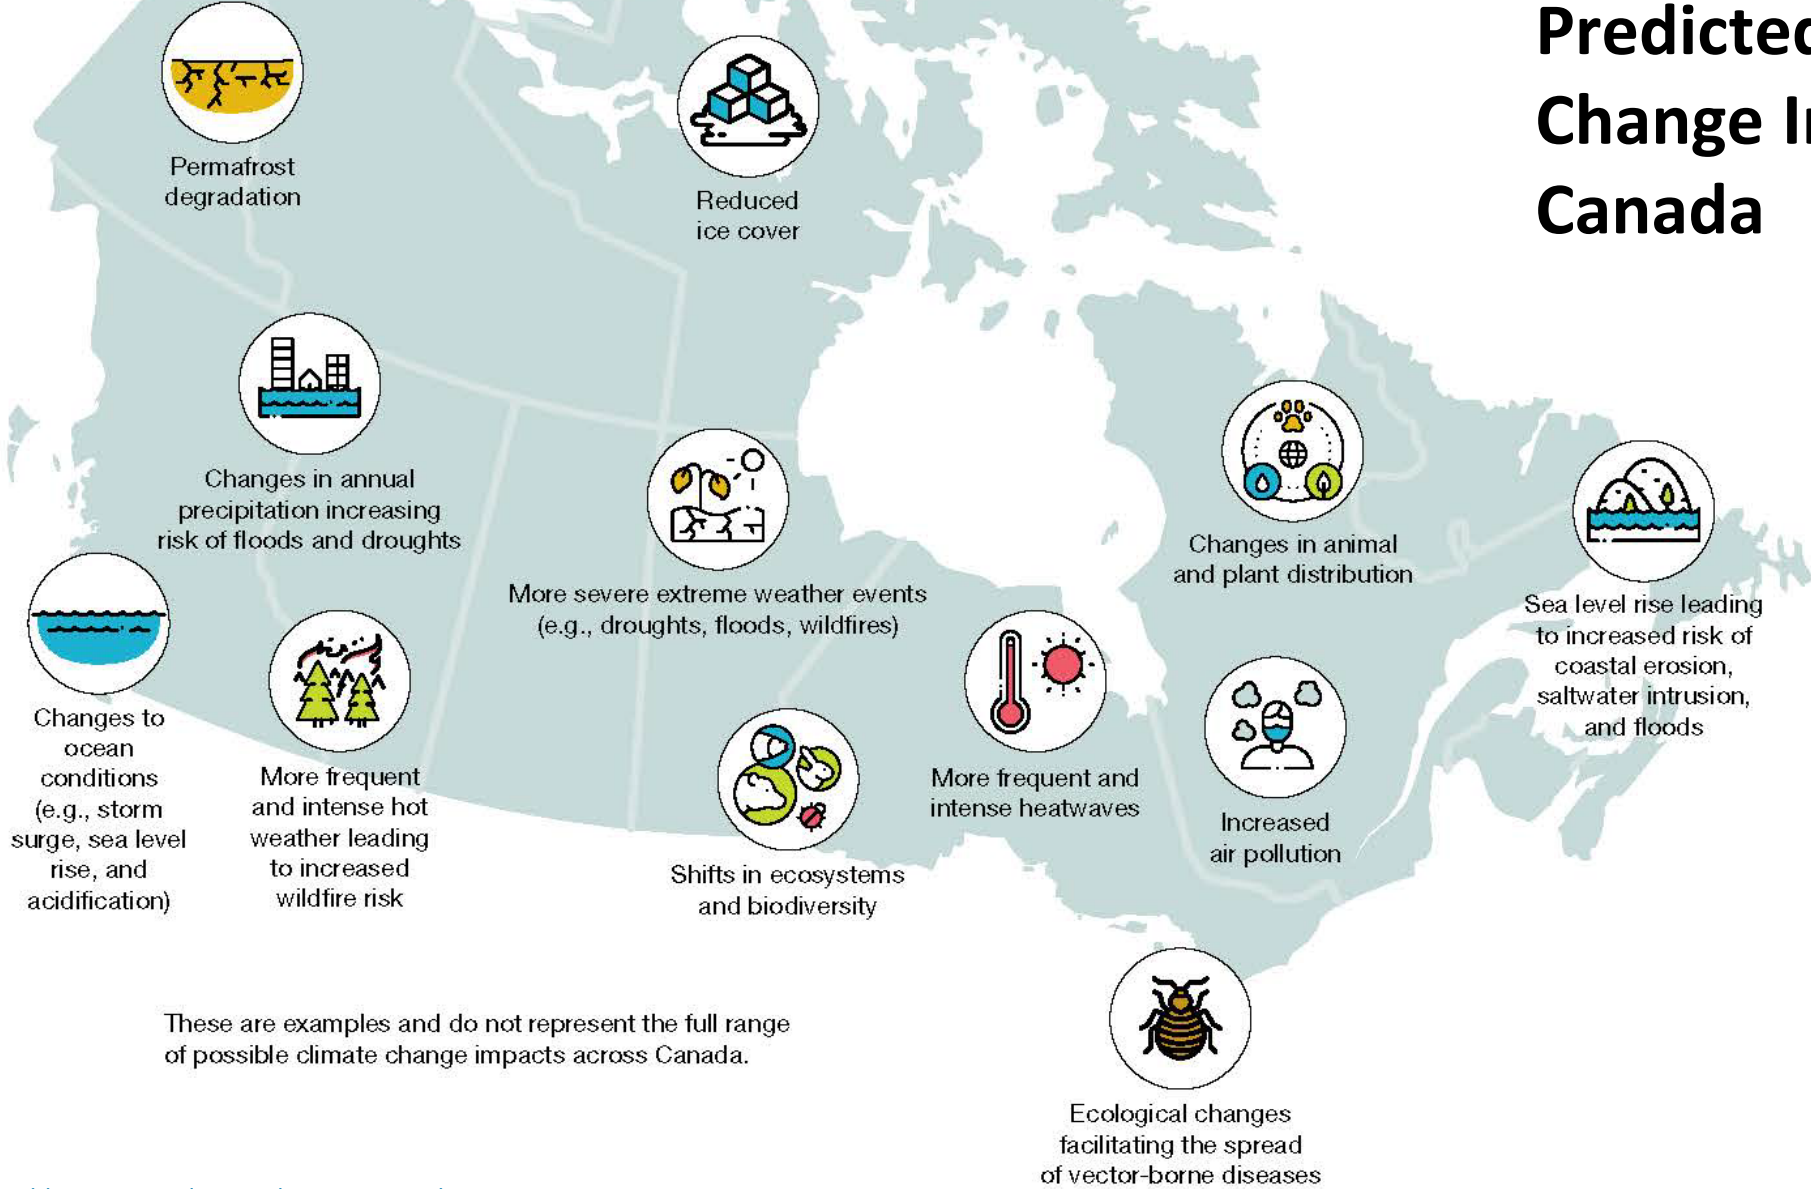 Predicted
Change
Canada
Permafrost
degradation
Reduced
ice cover
Changes in annual
precipitation increasing
risk of floods and droughts
More severe extreme weather events
(e.g., droughts, floods, wildfires)
Changes in animal
and plant distribution
Sea level rise leading
to increased risk of
coastal erosion,
saltwater intrusion,
and floods
Changes to
ocean
conditions
(e.g., storm
surge, sea level
rise, and
acidification)
More frequent
and intense hot
weather leading
to increased
wildfire risk
Shifts in ecosystems
and biodiversity
More frequent and
intense heatwaves
Increased
air pollution
These are examples and do not represent the full range
of possible climate change impacts across Canada.
Ecological changes
facilitating the spread
of vector-borne diseases